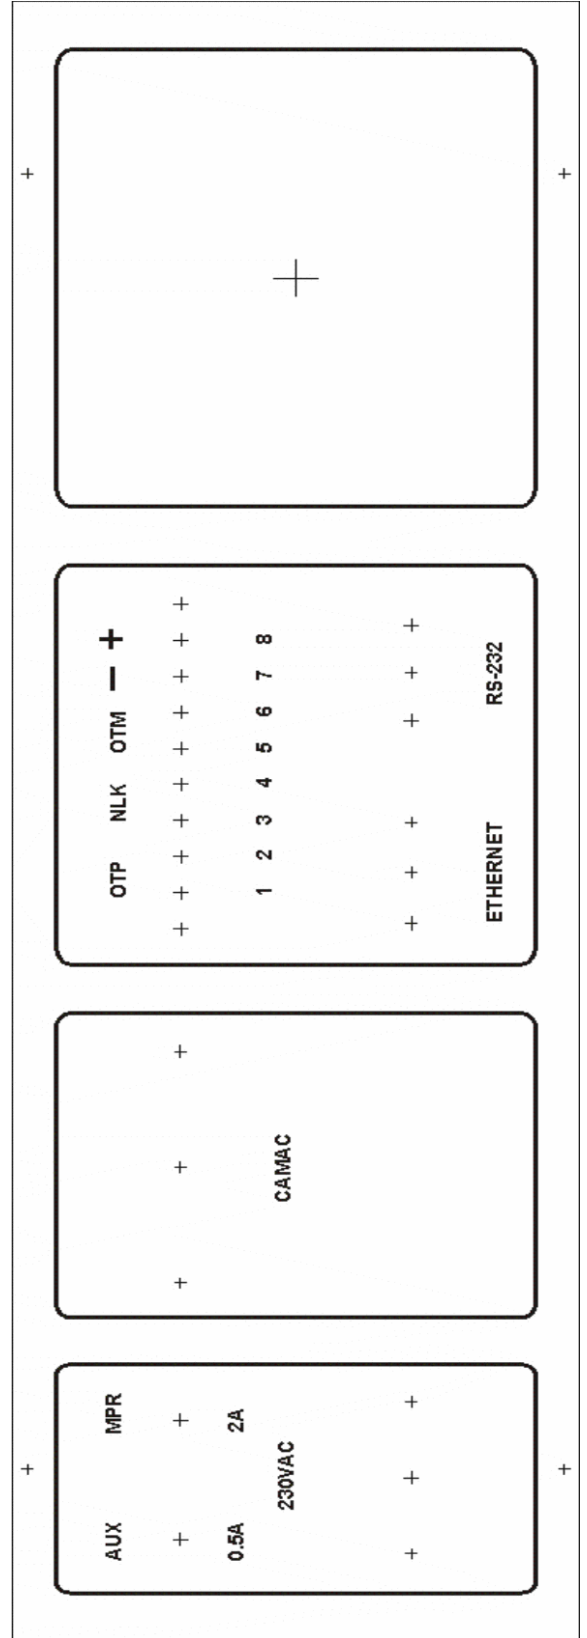 AUX MPR
0.5A 2A
230VAC
CAMAC
OTP NLK OTM − +
1 2 3 4 5 6 7 8
ETHERNET RS-232